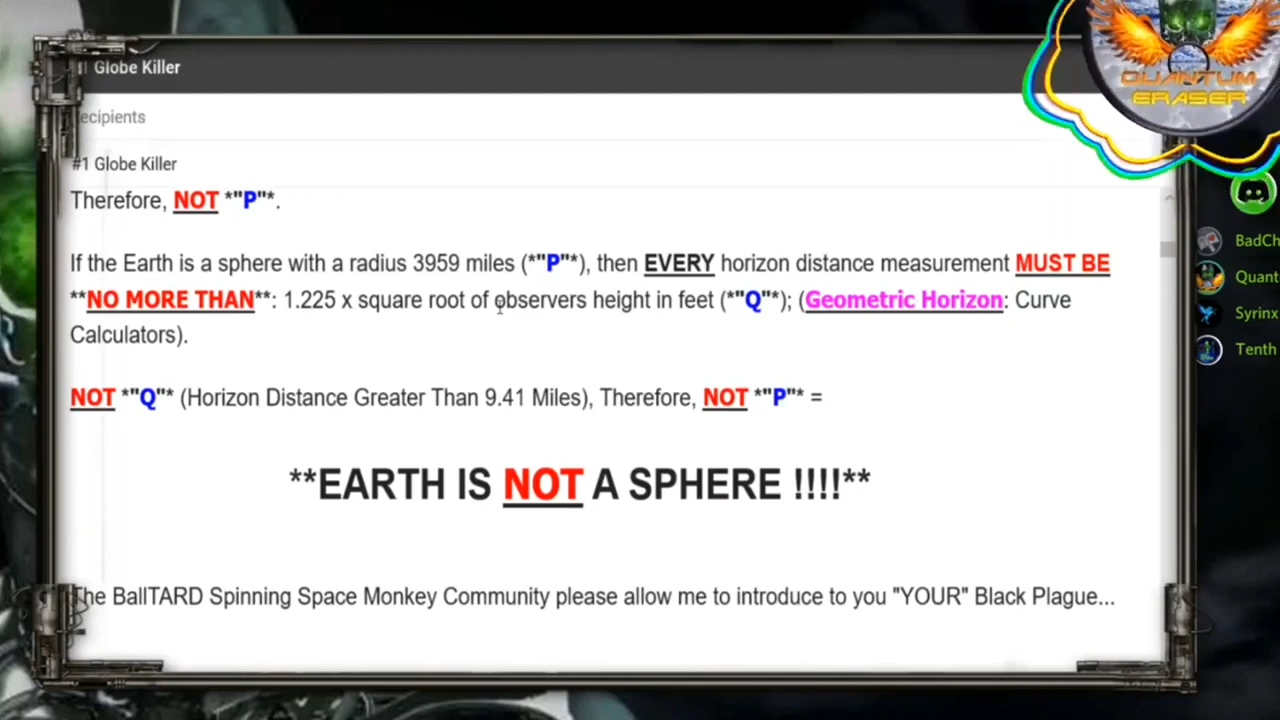 #1 Globe Killer
Recipients
#1 Globe Killer
Therefore, NOT *"P"*.
If the Earth is a sphere with a radius 3959 miles (*"P"*), then EVERY horizon distance measurement MUST BE
**NO MORE THAN**: 1.225 x square root of observers height in feet (*"Q"*); (Geometric Horizon: Curve
Calculators).
NOT *"Q"* (Horizon Distance Greater Than 9.41 Miles), Therefore, NOT *"P"* =
**EARTH IS NOT A SPHERE !!!!**
The BallTARD Spinning Space Monkey Community please allow me to introduce to you "YOUR" Black Plague...
QUANTUM
ERASER
BadCh
Quant
Syrinx
Tenth